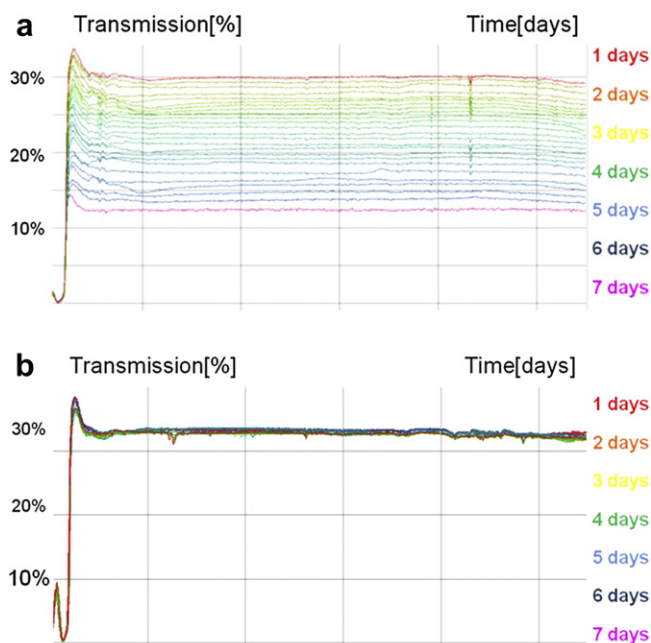 a Transmission[%] Time[days]
30%
20%
10%
1 days
2 days
3 days
4 days
5 days
6 days
7 days
b Transmission[%] Time[days]
30%
20%
10%
1 days
2 days
3 days
4 days
5 days
6 days
7 days